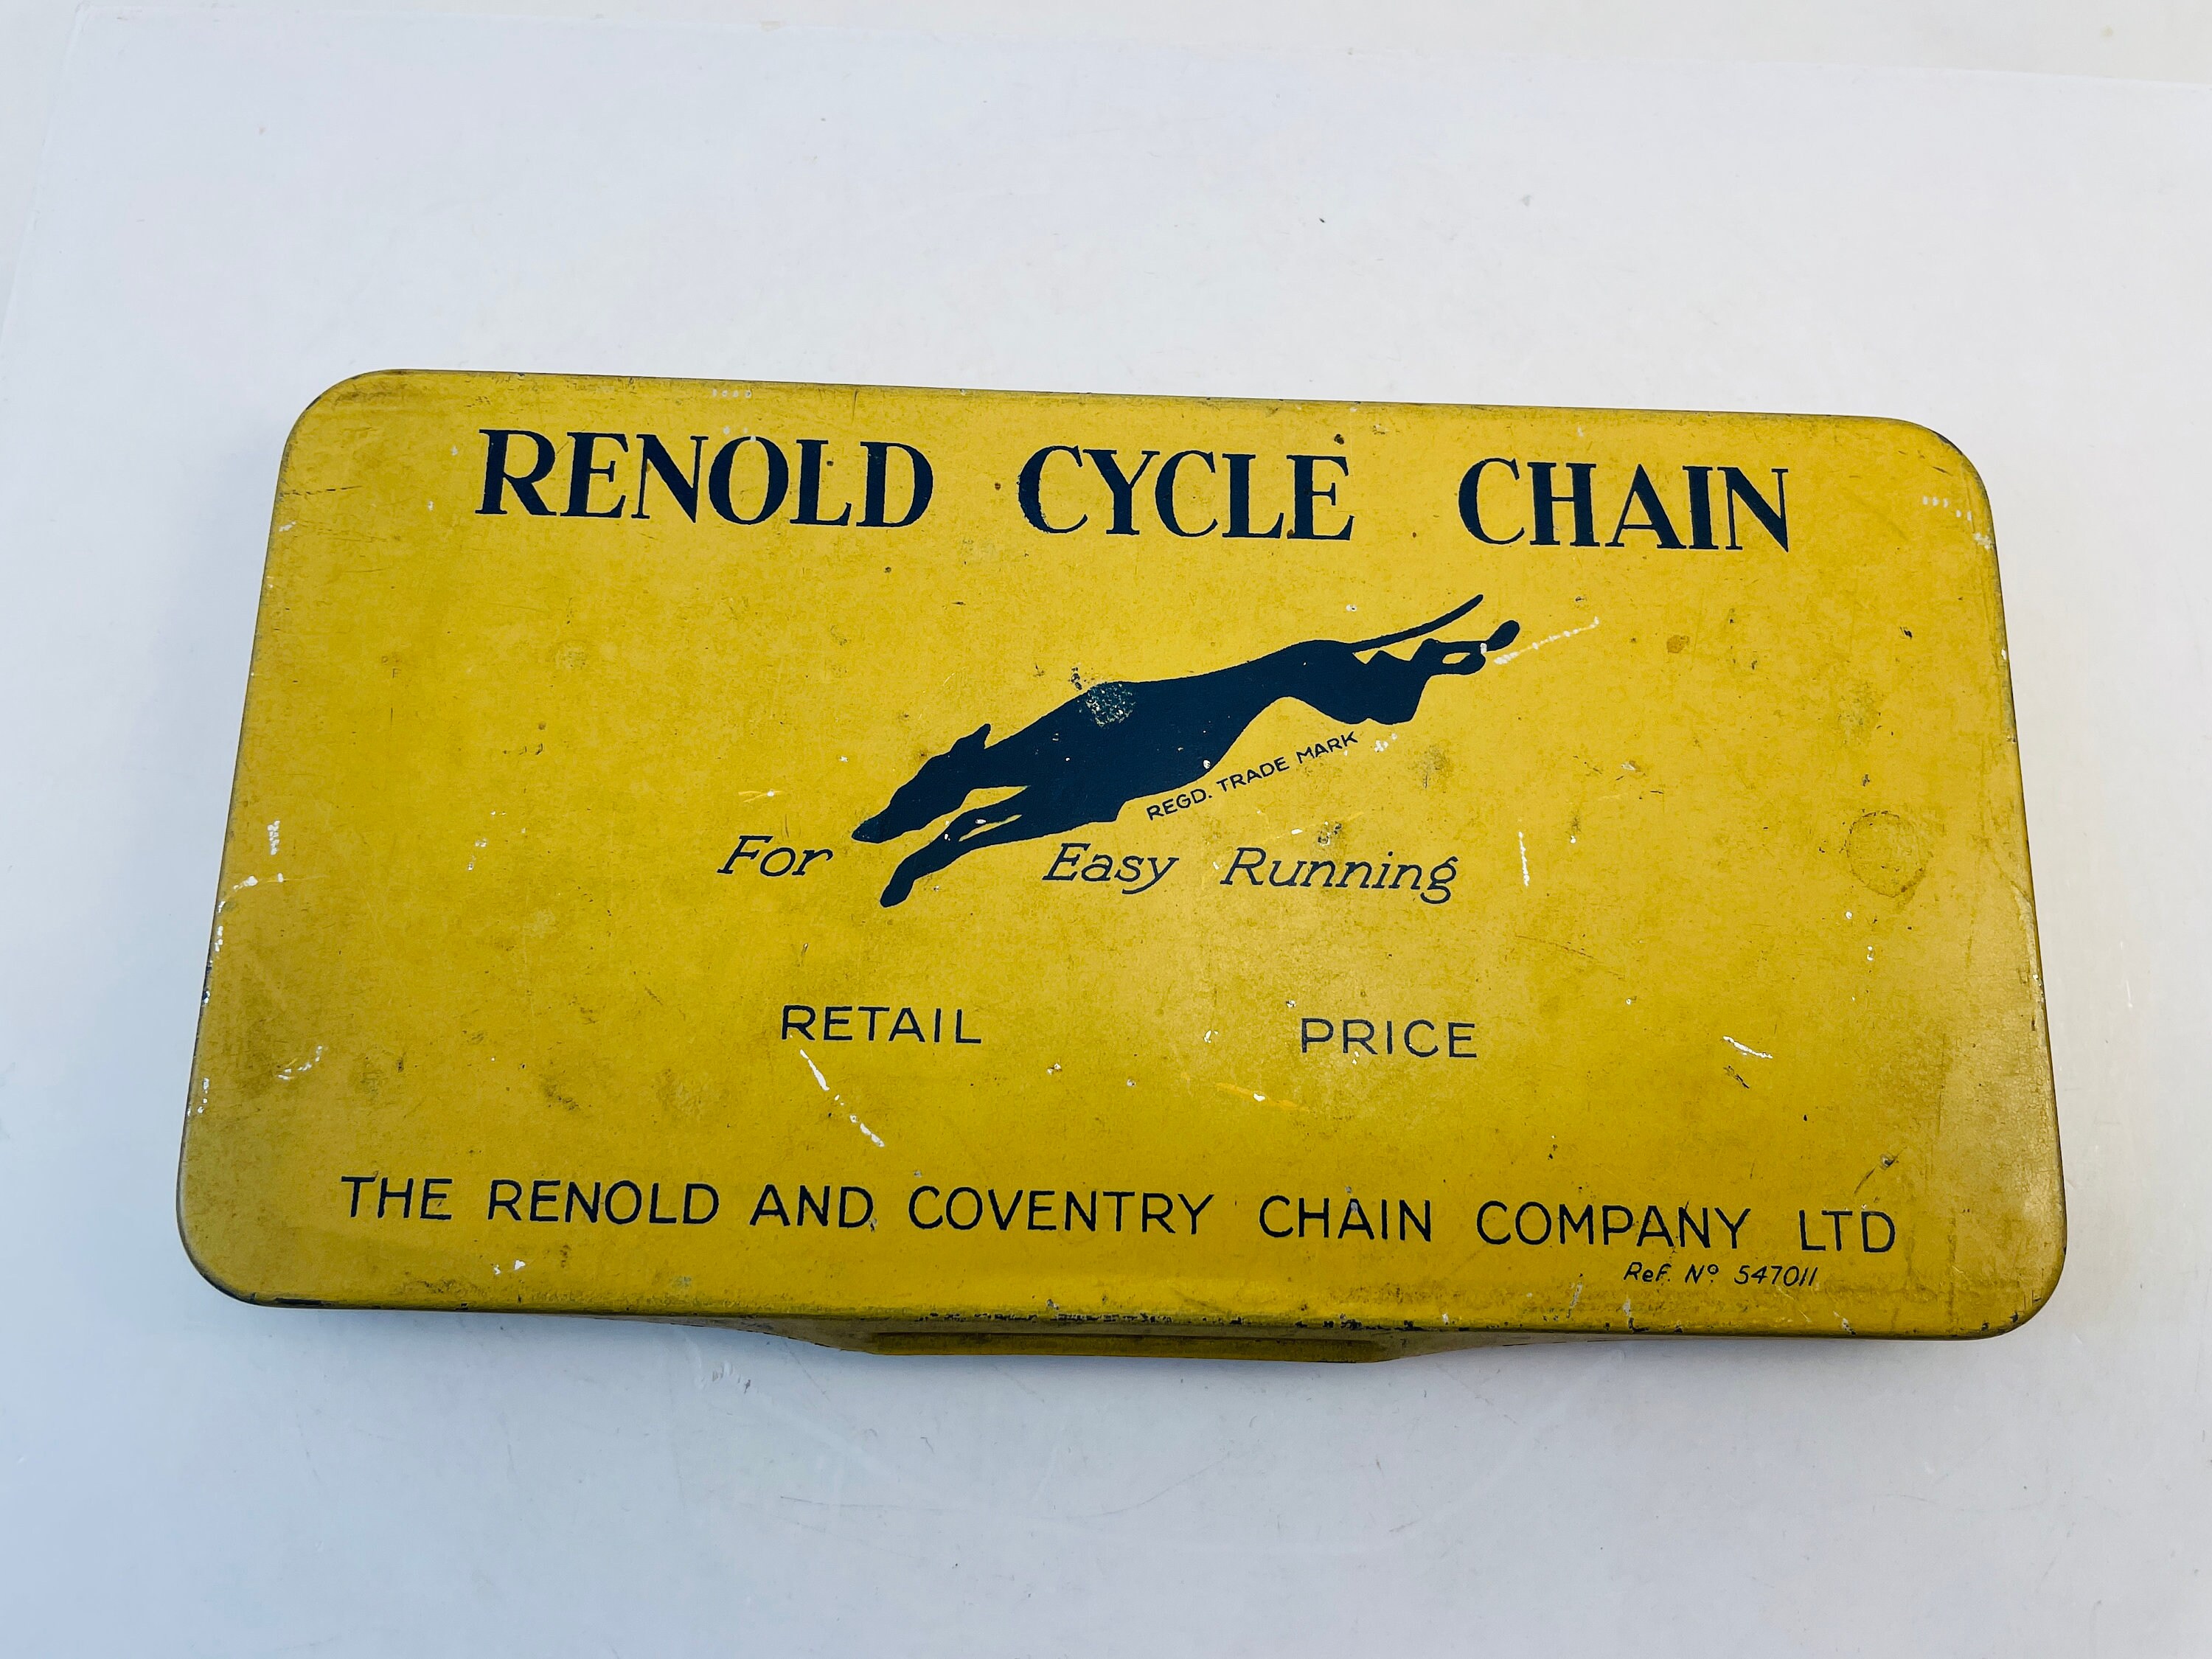 RENOLD CYCLE CHAIN
REGD. TRADE MARK
For Easy Running
RETAIL PRICE
THE RENOLD AND COVENTRY CHAIN COMPANY LTD
Ref. Nº 547011